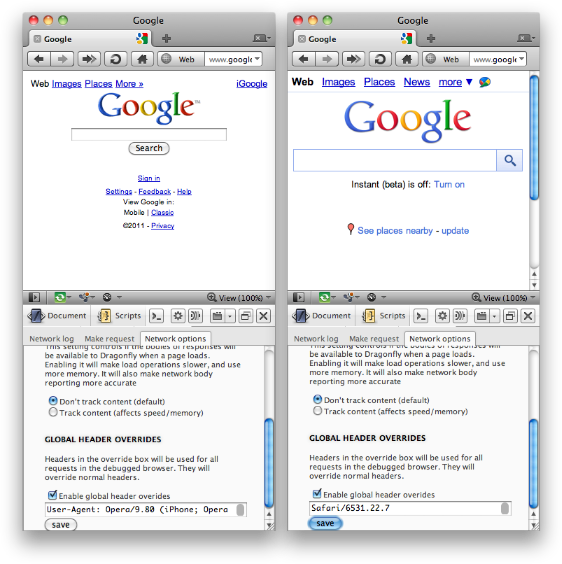 Google
Google
Web
www.google
Web Images Places More »
iGoogle
Google™
Search
Sign in
Settings - Feedback - Help
View Google in:
Mobile | Classic
©2011 - Privacy
View (100%)
Document
Scripts
Network log
Make request
Network options
This setting controls if the bodies of responses will
be available to Dragonfly when a page loads.
Enabling it will make load operations slower, and use
more memory. It will also make network body
reporting more accurate
Don't track content (default)
Track content (affects speed/memory)
GLOBAL HEADER OVERRIDES
Headers in the override box will be used for all
requests in the debugged browser. They will
override normal headers.
Enable global header overides
User-Agent: Opera/9.80 (iPhone; Opera
save
Google
Google
Web
www.google
Web Images Places News more ▼
Google
Instant (beta) is off: Turn on
See places nearby - update
View (100%)
Document
Scripts
Network log
Make request
Network options
This setting controls if the bodies of responses will
be available to Dragonfly when a page loads.
Enabling it will make load operations slower, and use
more memory. It will also make network body
reporting more accurate
Don't track content (default)
Track content (affects speed/memory)
GLOBAL HEADER OVERRIDES
Headers in the override box will be used for all
requests in the debugged browser. They will
override normal headers.
Enable global header overides
Safari/6531.22.7
save